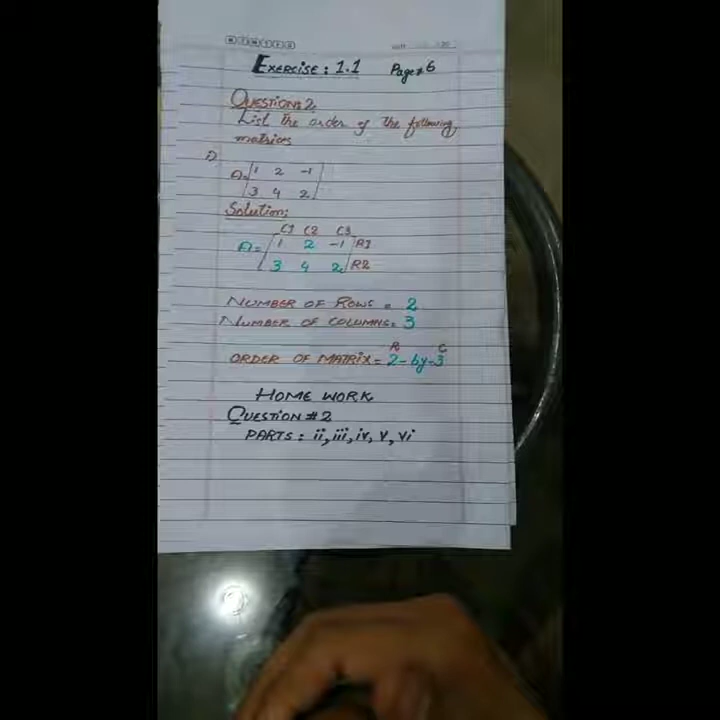 EXERCISE: 1.1 Page#6
QUESTION#2
List the order of the following
matrices
i)
A= 1 2 -1
3 4 2
Solution:
C1 C2 C3
A= 1 2 -1 R1
3 4 2 R2
NUMBER OF ROWS = 2
NUMBER OF COLUMNS= 3
R C
ORDER OF MATRIX= 2-by-3
HOME WORK
QUESTION#2
PARTS: ii, iii, iv, v, vi